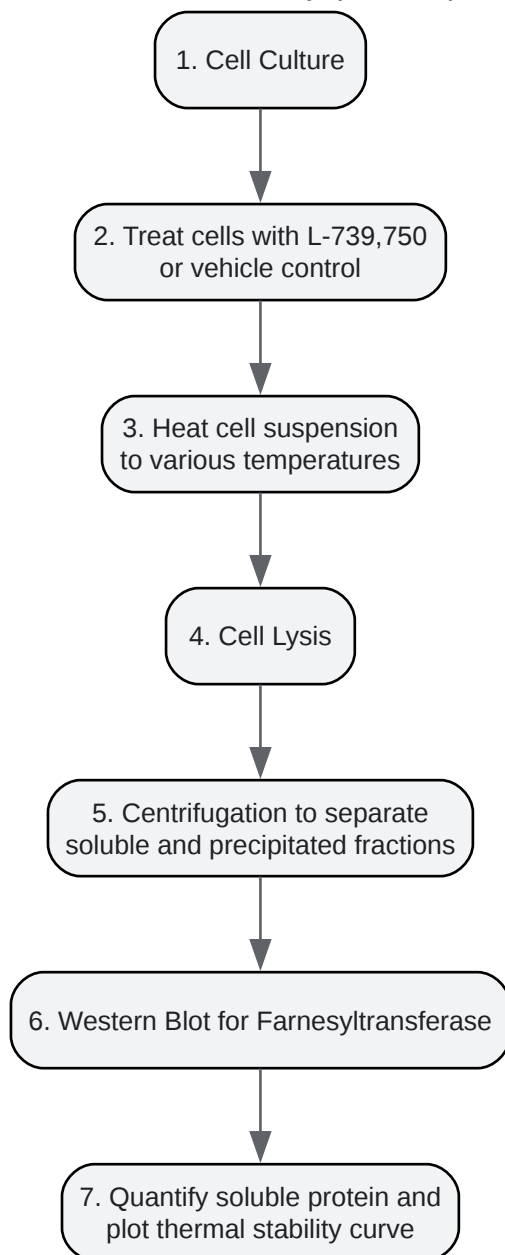 1. Cell Culture
2. Treat cells with L-739,750
or vehicle control
3. Heat cell suspension
to various temperatures
4. Cell Lysis
5. Centrifugation to separate
soluble and precipitated fractions
6. Western Blot for Farnesyltransferase
7. Quantify soluble protein and
plot thermal stability curve